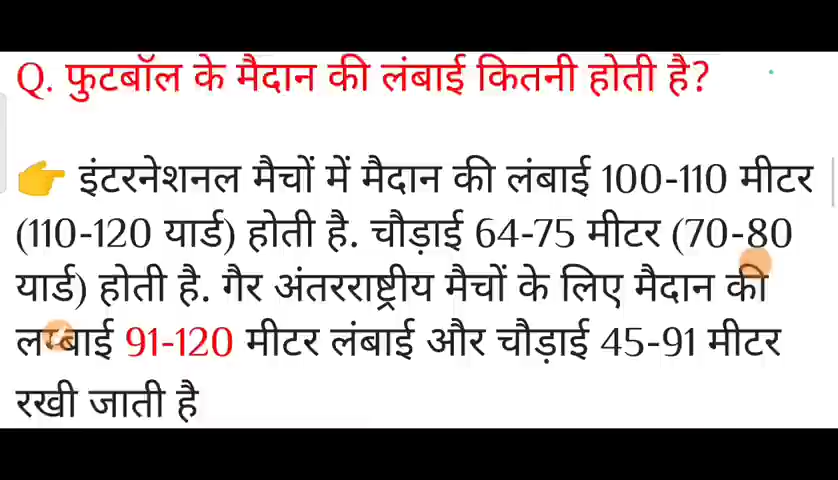 Q. फुटबॉल के मैदान की लंबाई कितनी होती है?
👉 इंटरनेशनल मैचों में मैदान की लंबाई 100-110 मीटर
(110-120 यार्ड) होती है. चौड़ाई 64-75 मीटर (70-80
यार्ड) होती है. गैर अंतरराष्ट्रीय मैचों के लिए मैदान की
लम्बाई 91-120 मीटर लंबाई और चौड़ाई 45-91 मीटर
रखी जाती है